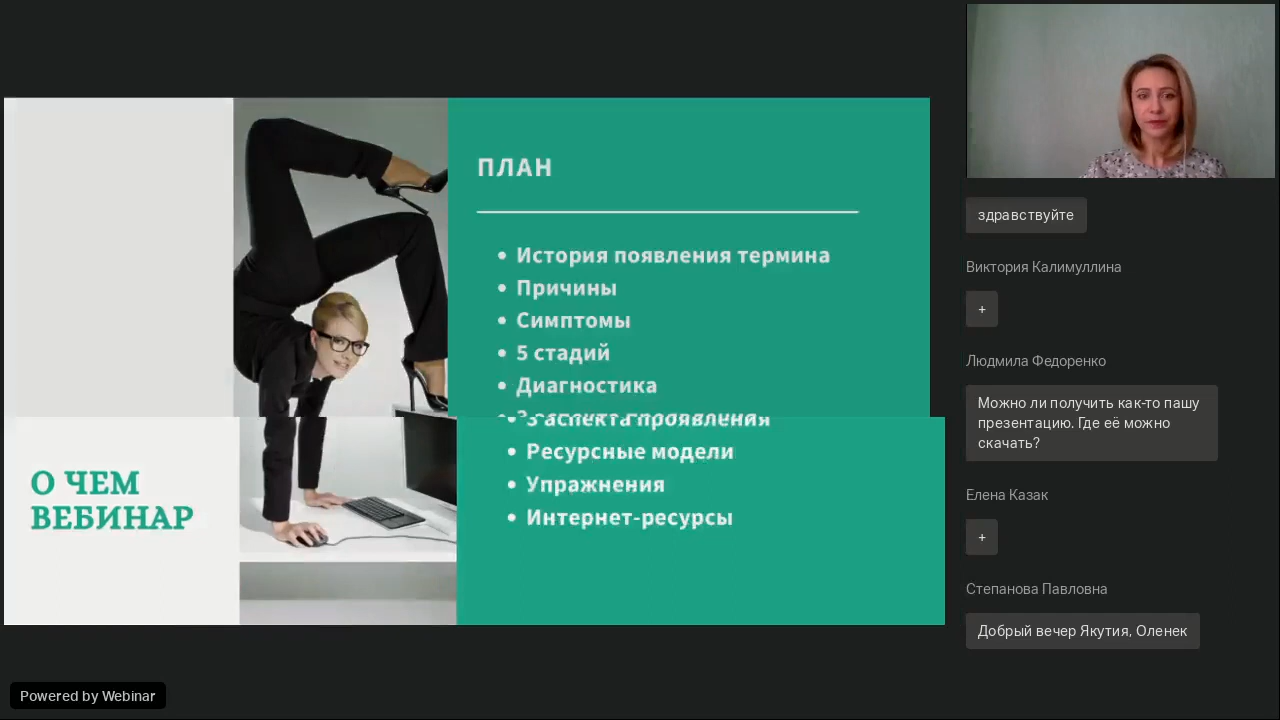 ПЛАН
История появления термина
Причины
Симптомы
5 стадий
Диагностика
3 аспекта проявления
Ресурсные модели
Упражнения
Интернет-ресурсы
О ЧЕМ
ВЕБИНАР
здравствуйте
Виктория Калимуллина
+
Людмила Федоренко
Можно ли получить как-то пашу
презентацию. Где её можно
скачать?
Елена Казак
+
Степанова Павловна
Добрый вечер Якутия, Оленек
Powered by Webinar